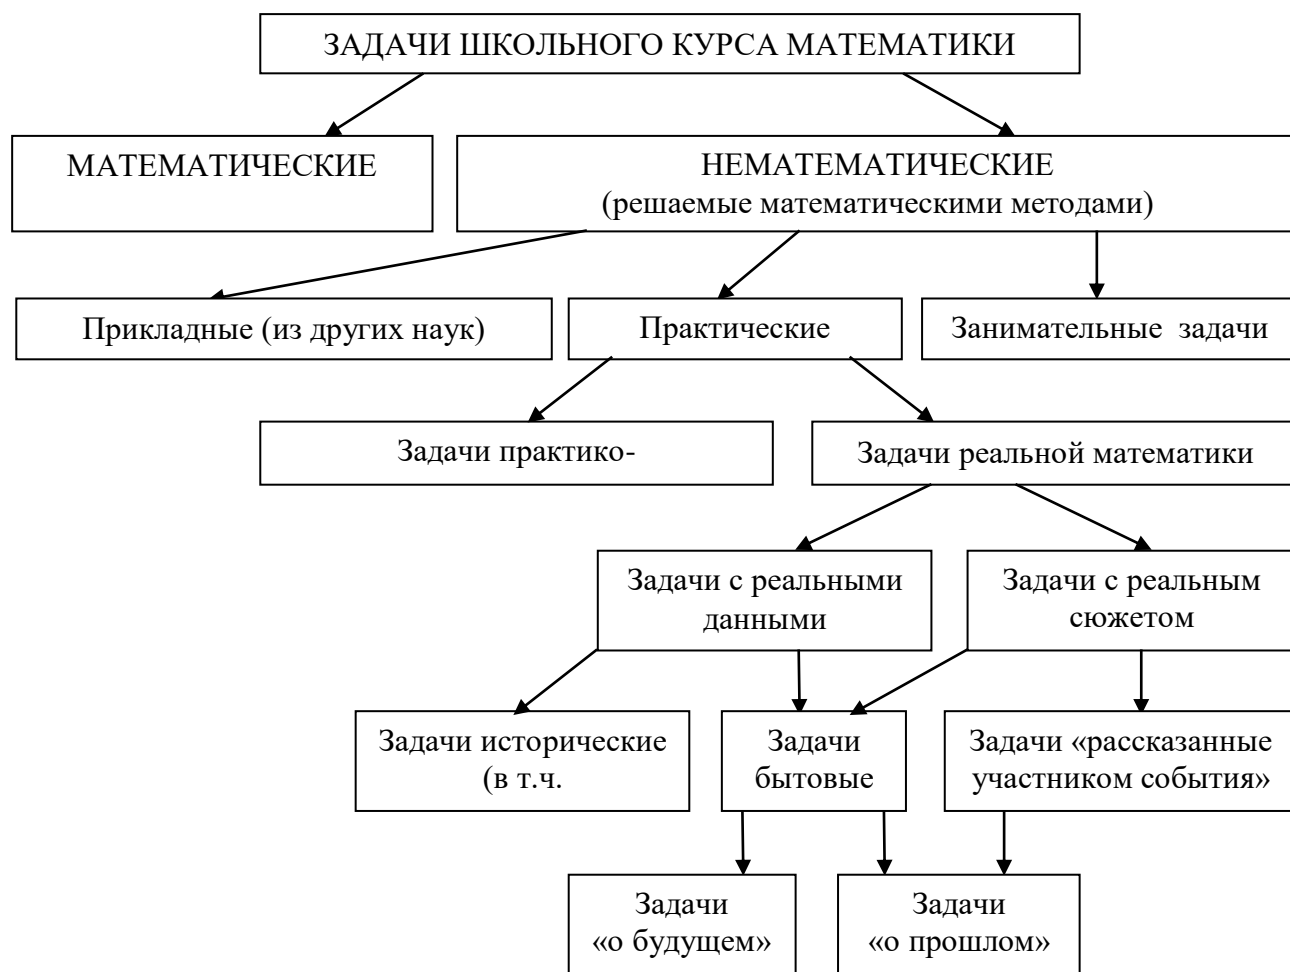 ЗАДАЧИ ШКОЛЬНОГО КУРСА МАТЕМАТИКИ
МАТЕМАТИЧЕСКИЕ
НЕМАТЕМАТИЧЕСКИЕ
(решаемые математическими методами)
Прикладные (из других наук)
Практические
Занимательные задачи
Задачи практико-
Задачи реальной математики
Задачи с реальными
данными
Задачи с реальным
сюжетом
Задачи исторические
(в т.ч.
Задачи
бытовые
Задачи «рассказанные
участником события»
Задачи
«о будущем»
Задачи
«о прошлом»